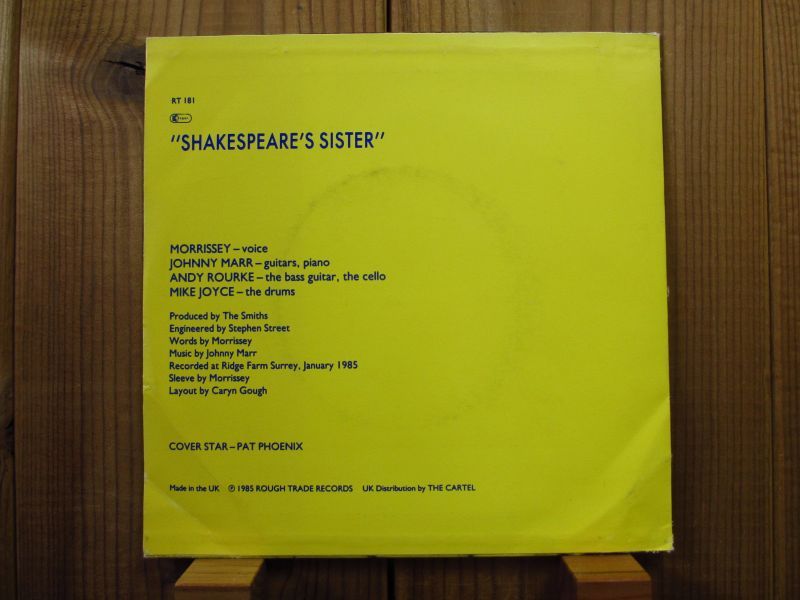 RT 181
"SHAKESPEARE'S SISTER"
MORRISSEY – voice
JOHNNY MARR – guitars, piano
ANDY ROURKE – the bass guitar, the cello
MIKE JOYCE – the drums
Produced by The Smiths
Engineered by Stephen Street
Words by Morrissey
Music by Johnny Marr
Recorded at Ridge Farm Surrey, January 1985
Sleeve by Morrissey
Layout by Caryn Gough
COVER STAR – PAT PHOENIX
Made in the UK ℗ 1985 ROUGH TRADE RECORDS UK Distribution by THE CARTEL